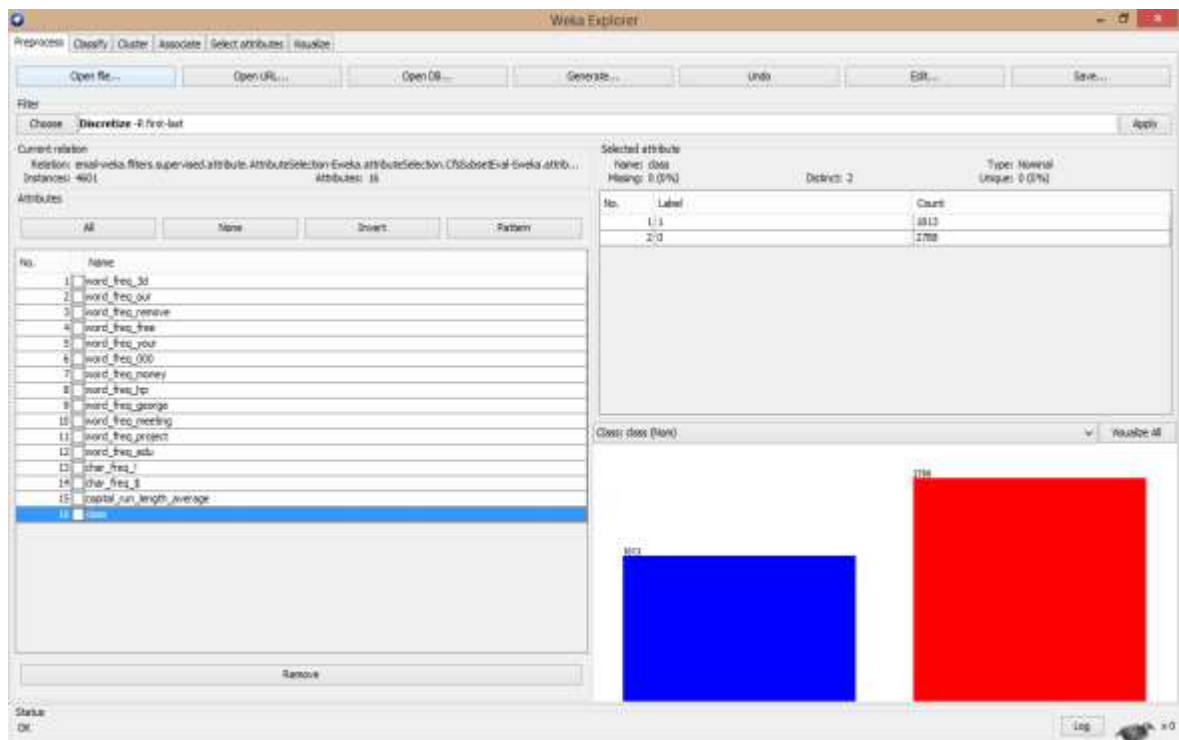 Weka Explorer
Preprocess Classify Cluster Associate Select attributes Visualize
Open file... Open URL... Open DB... Generate... Undo Edit... Save...
Filter
Choose Discretize -R first-last Apply
Current relation
Relation: email-weka.filters.supervised.attribute.AttributeSelection-Eweka.attributeSelection.CfsSubsetEval-Sweka.attrib...
Instances: 4601 Attributes: 16
Attributes
All None Invert Pattern
No. Name
1 word_freq_3d
2 word_freq_our
3 word_freq_remove
4 word_freq_free
5 word_freq_your
6 word_freq_000
7 word_freq_money
8 word_freq_hp
9 word_freq_george
10 word_freq_meeting
11 word_freq_project
12 word_freq_edu
13 char_freq_!
14 char_freq_$
15 capital_run_length_average
16 class
Remove
Selected attribute
Name: class Type: Nominal
Missing: 0 (0%) Distinct: 2 Unique: 0 (0%)
No. Label Count
1 1 1813
2 0 2788
Class: class (Nom) Visualize All
1813
2788
Status
OK
Log x 0